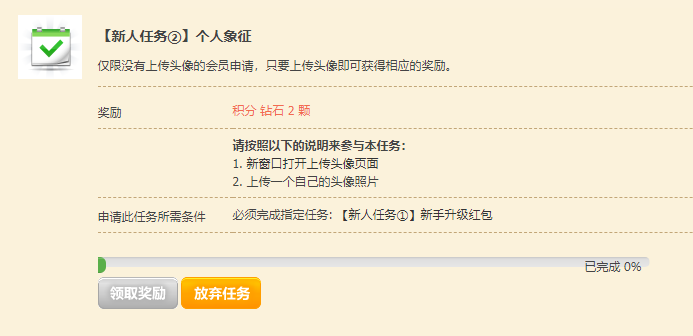 【新人任务②】个人象征
仅限没有上传头像的会员申请，只要上传头像即可获得相应的奖励。
奖励
积分 钻石 2 颗
请按照以下的说明来参与本任务：
1. 新窗口打开上传头像页面
2. 上传一个自己的头像照片
申请此任务所需条件
必须完成指定任务: 【新人任务①】新手升级红包
已完成 0%
领取奖励
放弃任务